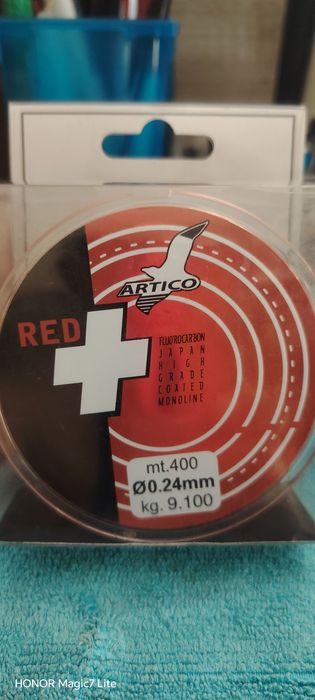 ARTICO
RED
FLUOROCARBON
JAPAN
HIGH
GRADE
COATED
MONOLINE
mt.400
Ø0.24mm
kg. 9.100
HONOR Magic7 Lite